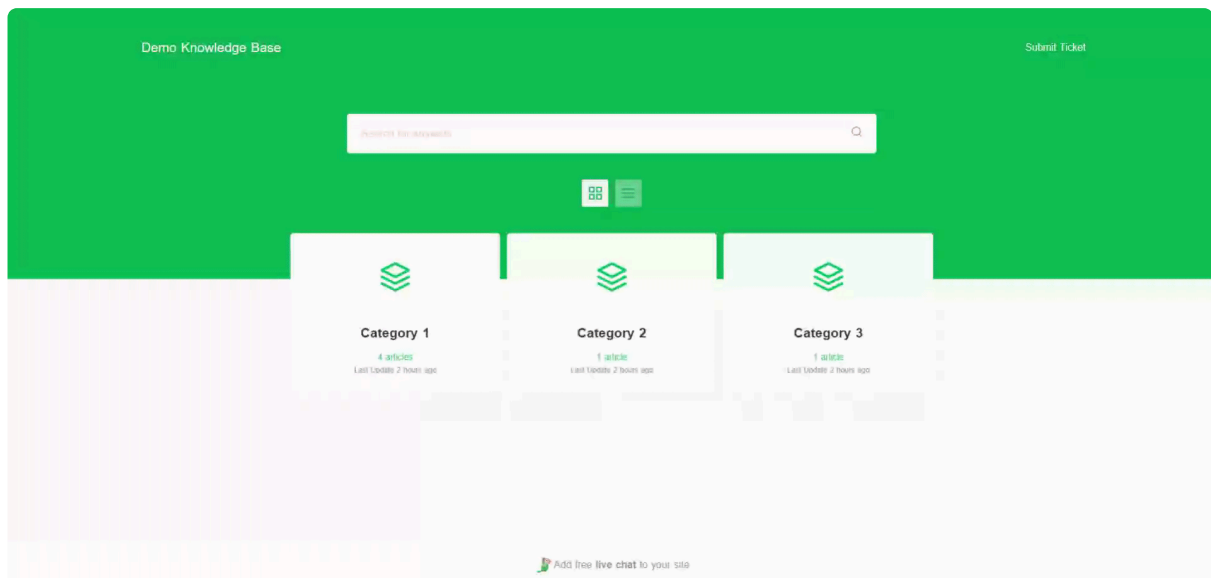 Demo Knowledge Base
Submit Ticket
Search for answers
Category 1
4 articles
Last Update 2 hours ago
Category 2
1 article
Last Update 2 hours ago
Category 3
1 article
Last Update 2 hours ago
Add free live chat to your site